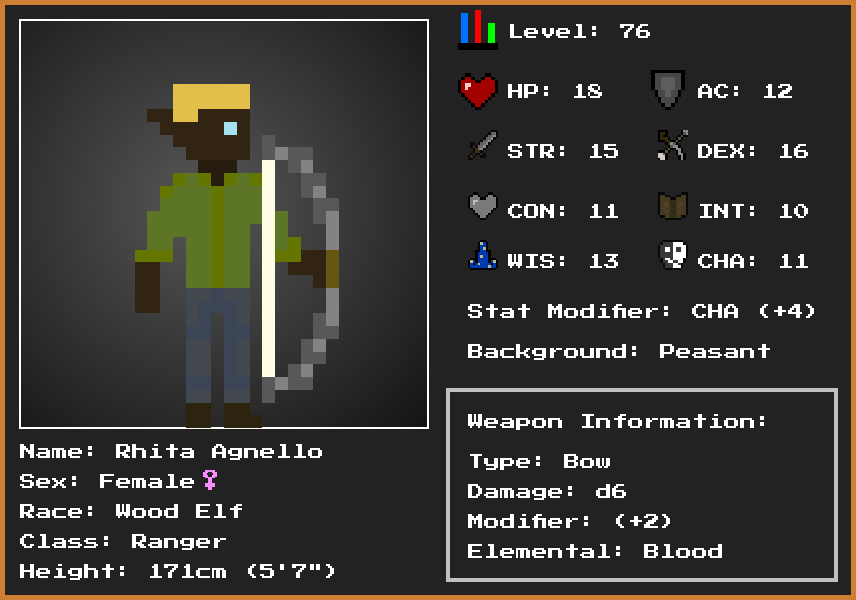 Level: 76
HP: 18 AC: 12
STR: 15 DEX: 16
CON: 11 INT: 10
WIS: 13 CHA: 11
Stat Modifier: CHA (+4)
Background: Peasant
Weapon Information:
Type: Bow
Damage: d6
Modifier: (+2)
Elemental: Blood
Name: Rhita Agnello
Sex: Female♀
Race: Wood Elf
Class: Ranger
Height: 171cm (5'7")